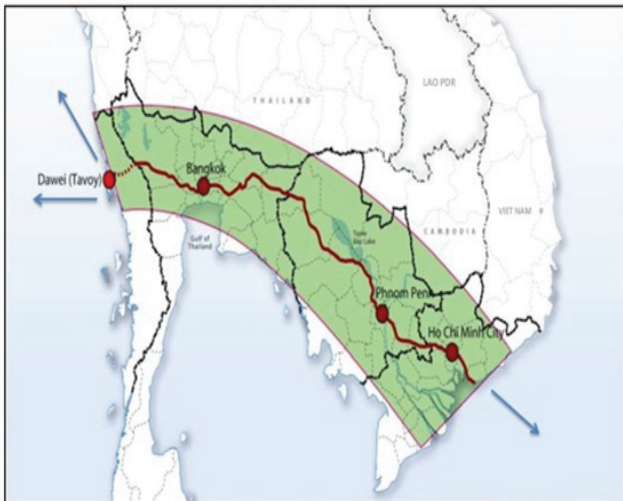 LAO PDR
THAILAND
Bangkok
Dawei (Tavoy)
VIET NAM
Gulf of
Thailand
CAMBODIA
Phnom Penh
Ho Chi Minh City